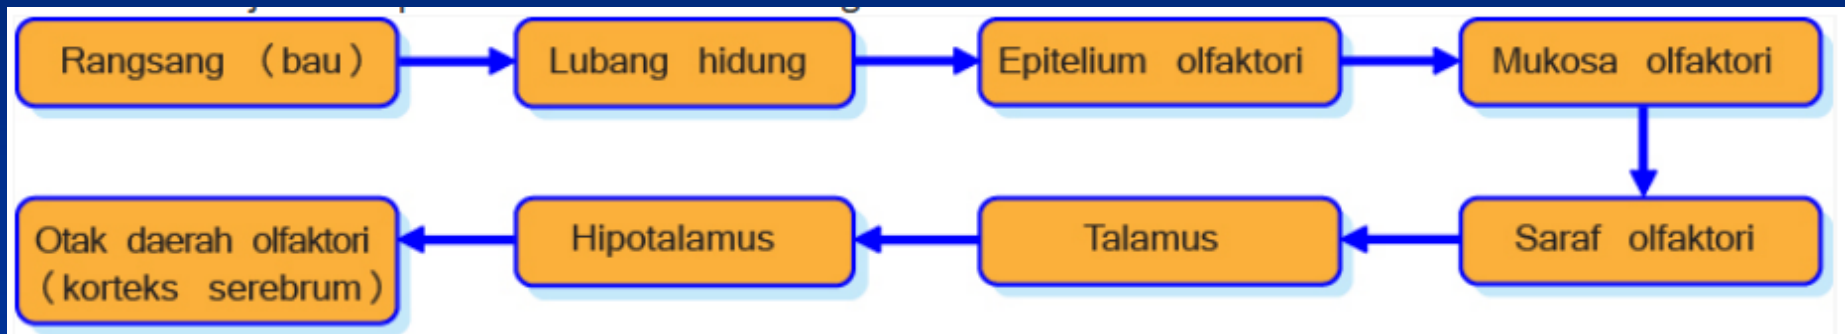 Rangsang (bau)
Lubang hidung
Epitelium olfaktori
Mukosa olfaktori
Saraf olfaktori
Talamus
Hipotalamus
Otak daerah olfaktori
(korteks serebrum)